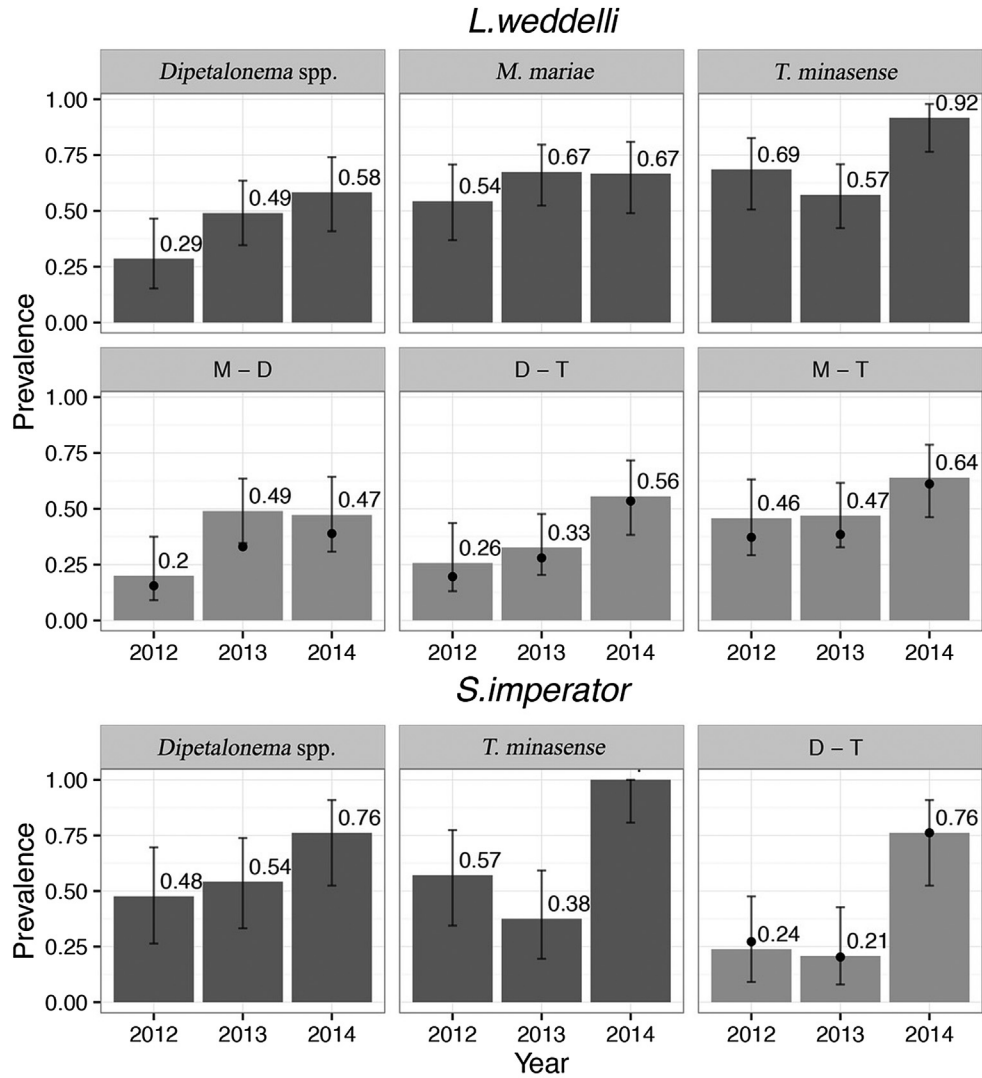 L.weddelli
Dipetalonema spp. M. mariae T. minasense
1.00
0.75
0.50
0.25
0.00
0.29 0.49 0.58
0.54 0.67 0.67
0.69 0.57 0.92
Prevalence
M – D D – T M – T
1.00
0.75
0.50
0.25
0.00
0.2 0.49 0.47
0.26 0.33 0.56
0.46 0.47 0.64
2012 2013 2014 2012 2013 2014 2012 2013 2014
S.imperator
Dipetalonema spp. T. minasense D – T
1.00
0.75
0.50
0.25
0.00
Prevalence
0.48 0.54 0.76
0.57 0.38
0.24 0.21 0.76
2012 2013 2014 2012 2013 2014 2012 2013 2014
Year